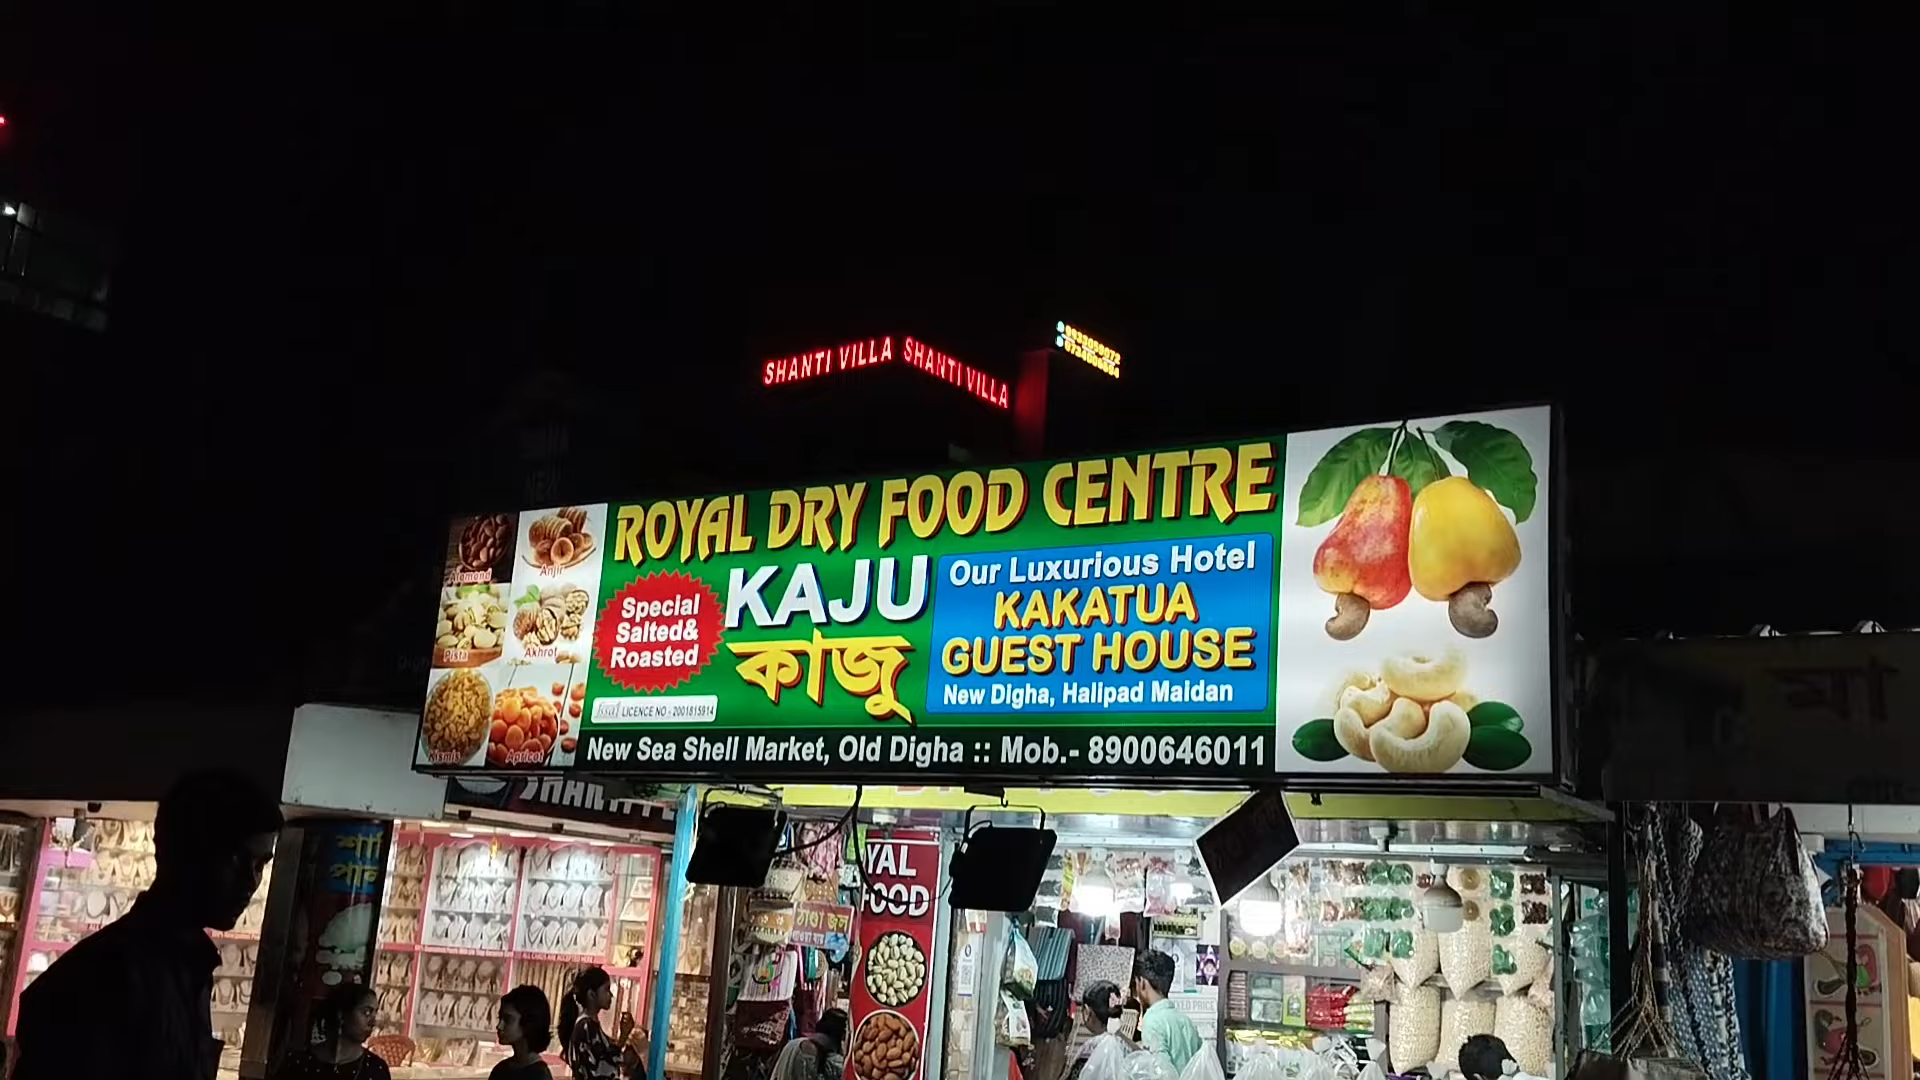 SHANTI VILLA SHANTI VILLA
ROYAL DRY FOOD CENTRE
KAJU
কাজু
Special
Salted&
Roasted
Our Luxurious Hotel
KAKATUA
GUEST HOUSE
New Digha, Halipad Maidan
fssai LICENCE NO - 2001815914
New Sea Shell Market, Old Digha :: Mob.- 8900646011
Alemond
Anjir
Pista
Akhrot
Kismis
Apricot
YAL
FOOD